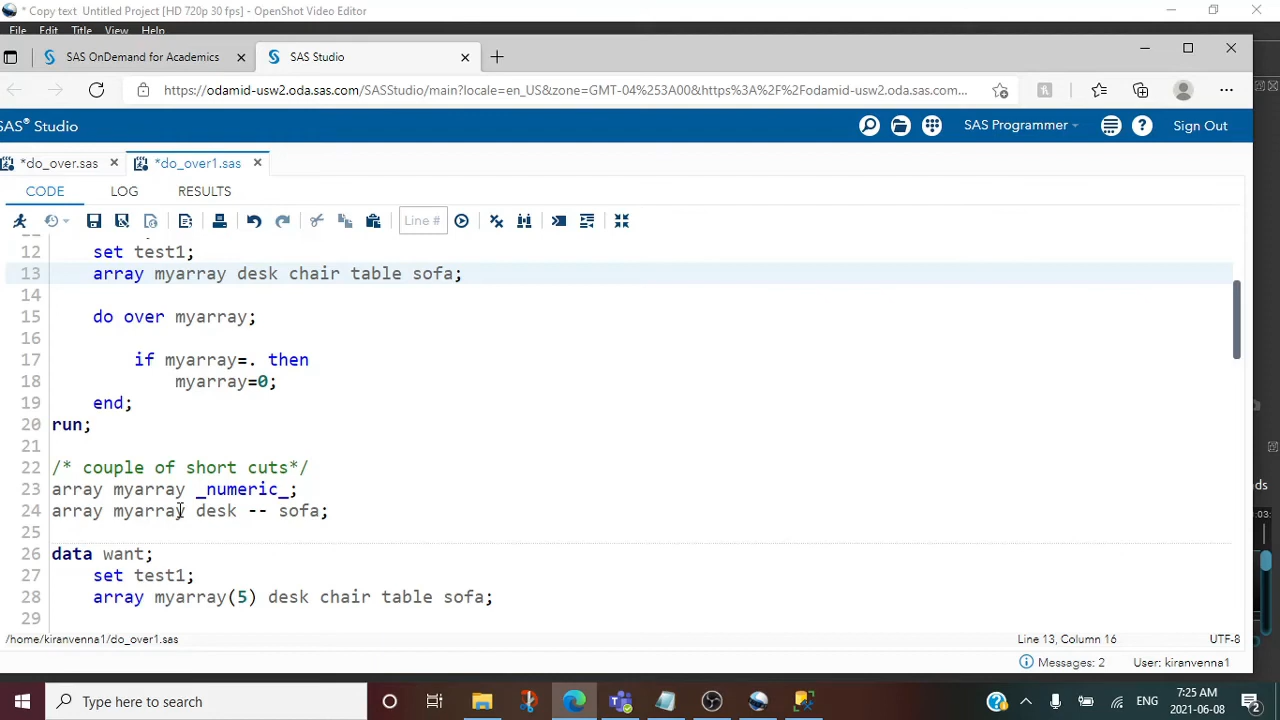 * Copy text Untitled Project [HD 720p 30 fps] - OpenShot Video Editor
File Edit Title View Help
SAS OnDemand for Academics
SAS Studio
https://odamid-usw2.oda.sas.com/SASStudio/main?locale=en_US&zone=GMT-04%253A00&https%3A%2F%2Fodamid-usw2.oda.sas.com...
SAS® Studio
SAS Programmer
Sign Out
*do_over.sas
*do_over1.sas
CODE LOG RESULTS
Line #
12 set test1;
13 array myarray desk chair table sofa;
14
15 do over myarray;
16
17 if myarray=. then
18 myarray=0;
19 end;
20 run;
21
22 /* couple of short cuts*/
23 array myarray _numeric_;
24 array myarray desk -- sofa;
25
26 data want;
27 set test1;
28 array myarray(5) desk chair table sofa;
29
/home/kiranvenna1/do_over1.sas
Line 13, Column 16
UTF-8
Messages: 2
User: kiranvenna1
ds
03:
Type here to search
ENG
7:25 AM
2021-06-08
2